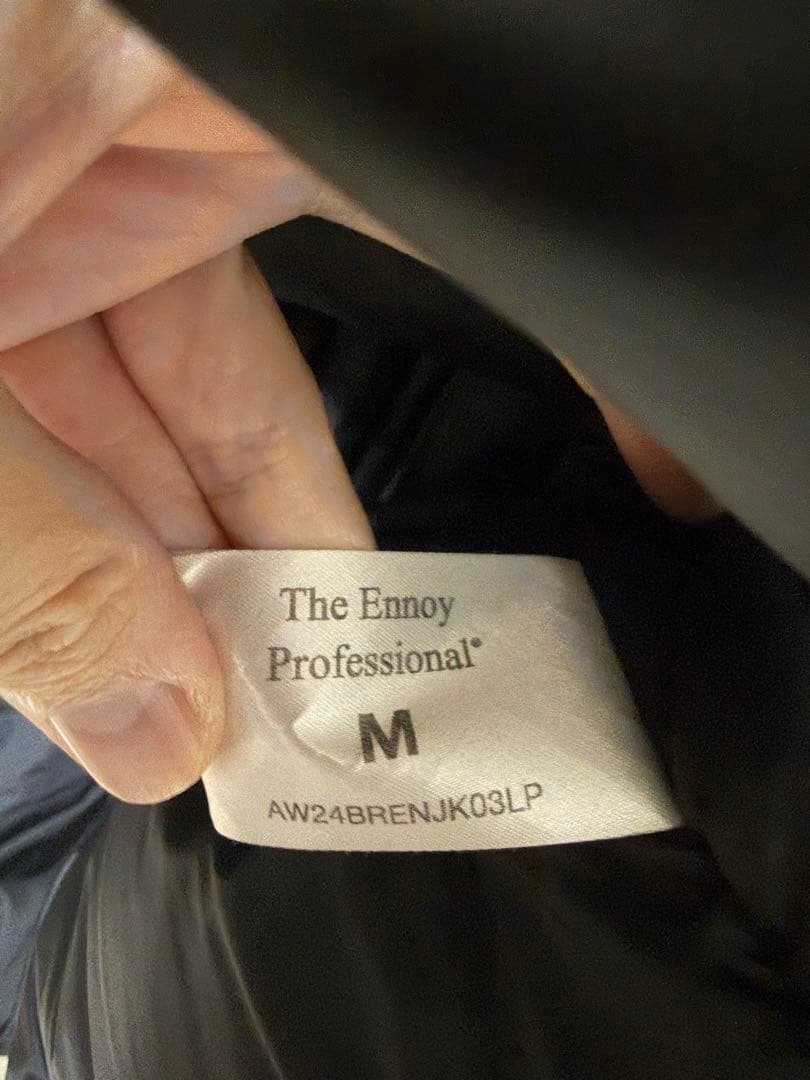 The Ennoy
Professional®
M
AW24BRENJK03LP